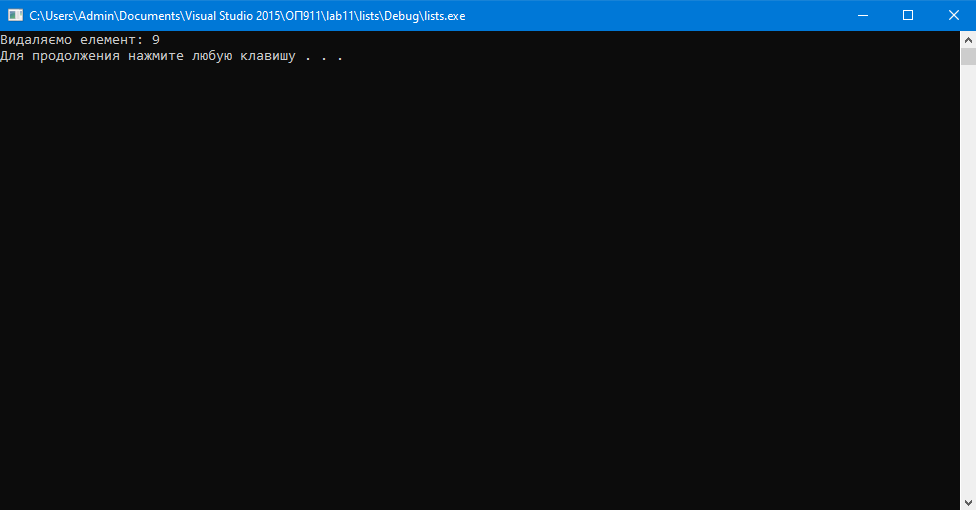 C:\Users\Admin\Documents\Visual Studio 2015\ОП911\lab11\lists\Debug\lists.exe
Видаляємо елемент: 9
Для продолжения нажмите любую клавишу . . .